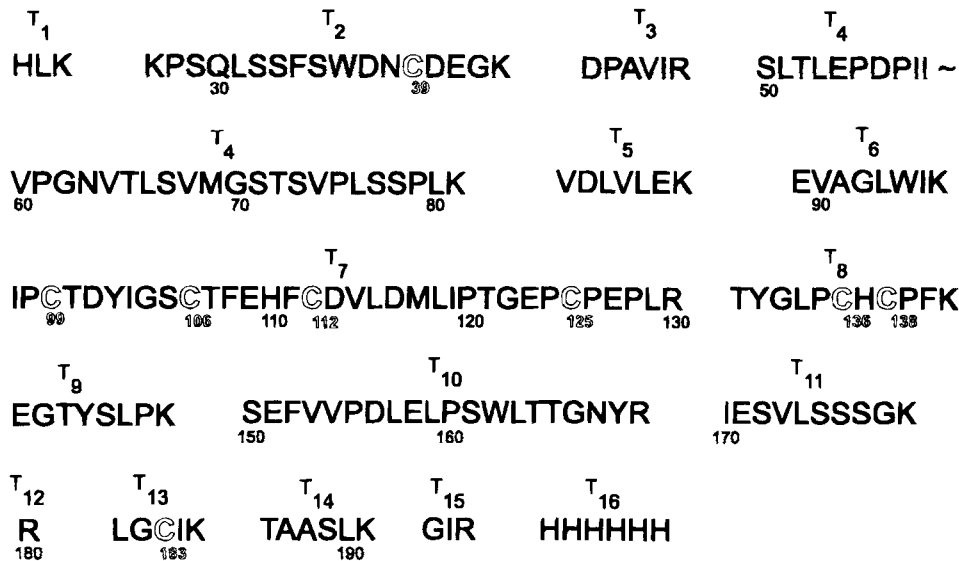 T1 T2 T3 T4
HLK KPSQLSSFSWDNCDEGK DPAVIR SLTLEPDPII ~
30 39 50
T4 T5 T6
VPGNVTLSVMGSTSVPLSSPLK VDLVLEK EVAGLWIK
60 70 80 90
T7 T8
IPCTDYIGSCTFEHFCDVLDMLIPTGEPCPEPLR TYGLPCHCPFK
99 106 110 112 120 125 130 136 138
T9 T10 T11
EGTYSLPK SEFVVPDLELPSWLTTGNYR IESVLSSSGK
150 160 170
T12 T13 T14 T15 T16
R LGCIK TAASLK GIR HHHHHH
180 183 190